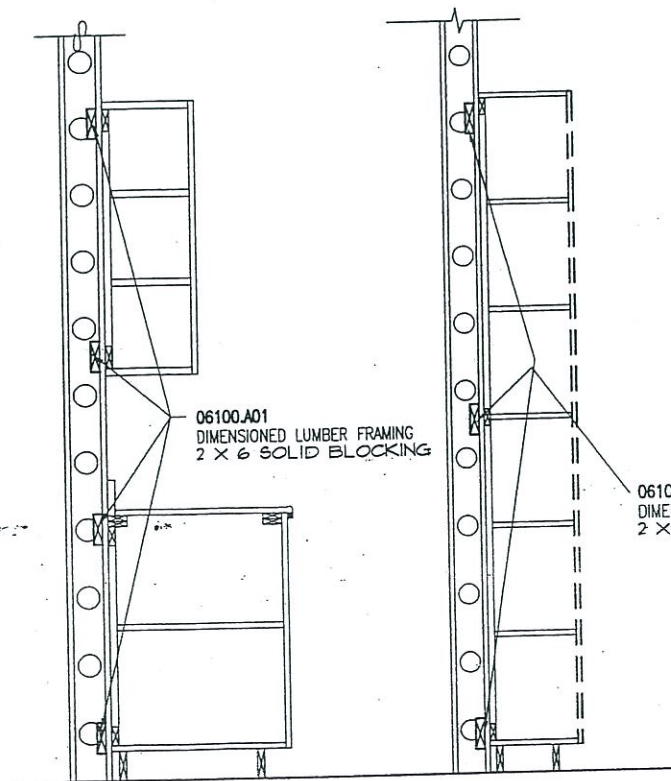 06100.A01
DIMENSIONED LUMBER FRAMING
2 X 6 SOLID BLOCKING
0610
DIME
2 X